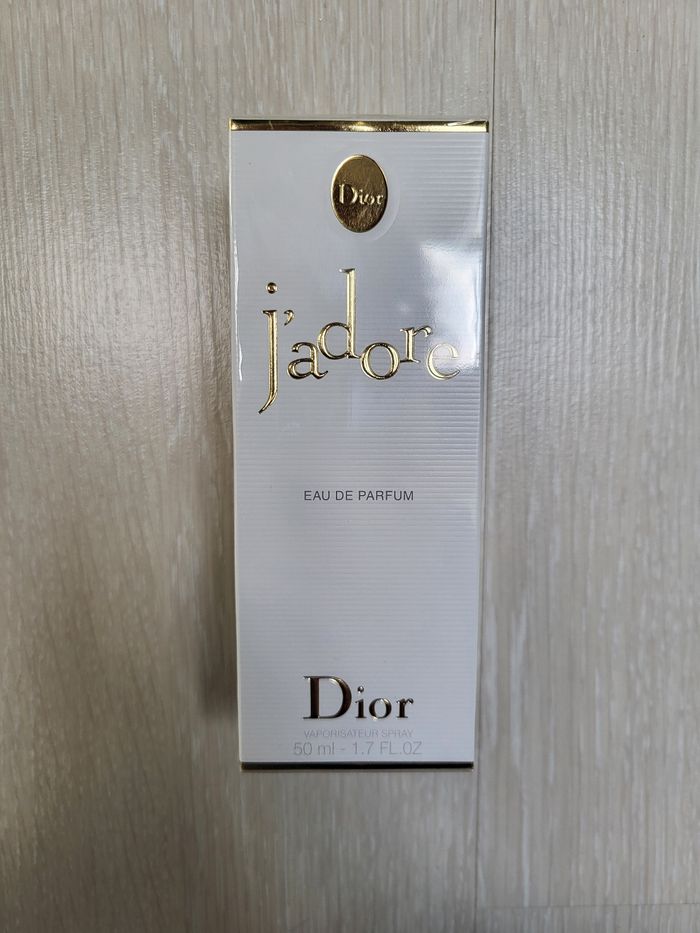 Dior
j'adore
EAU DE PARFUM
Dior
VAPORISATEUR SPRAY
50 ml - 1.7 FL.OZ